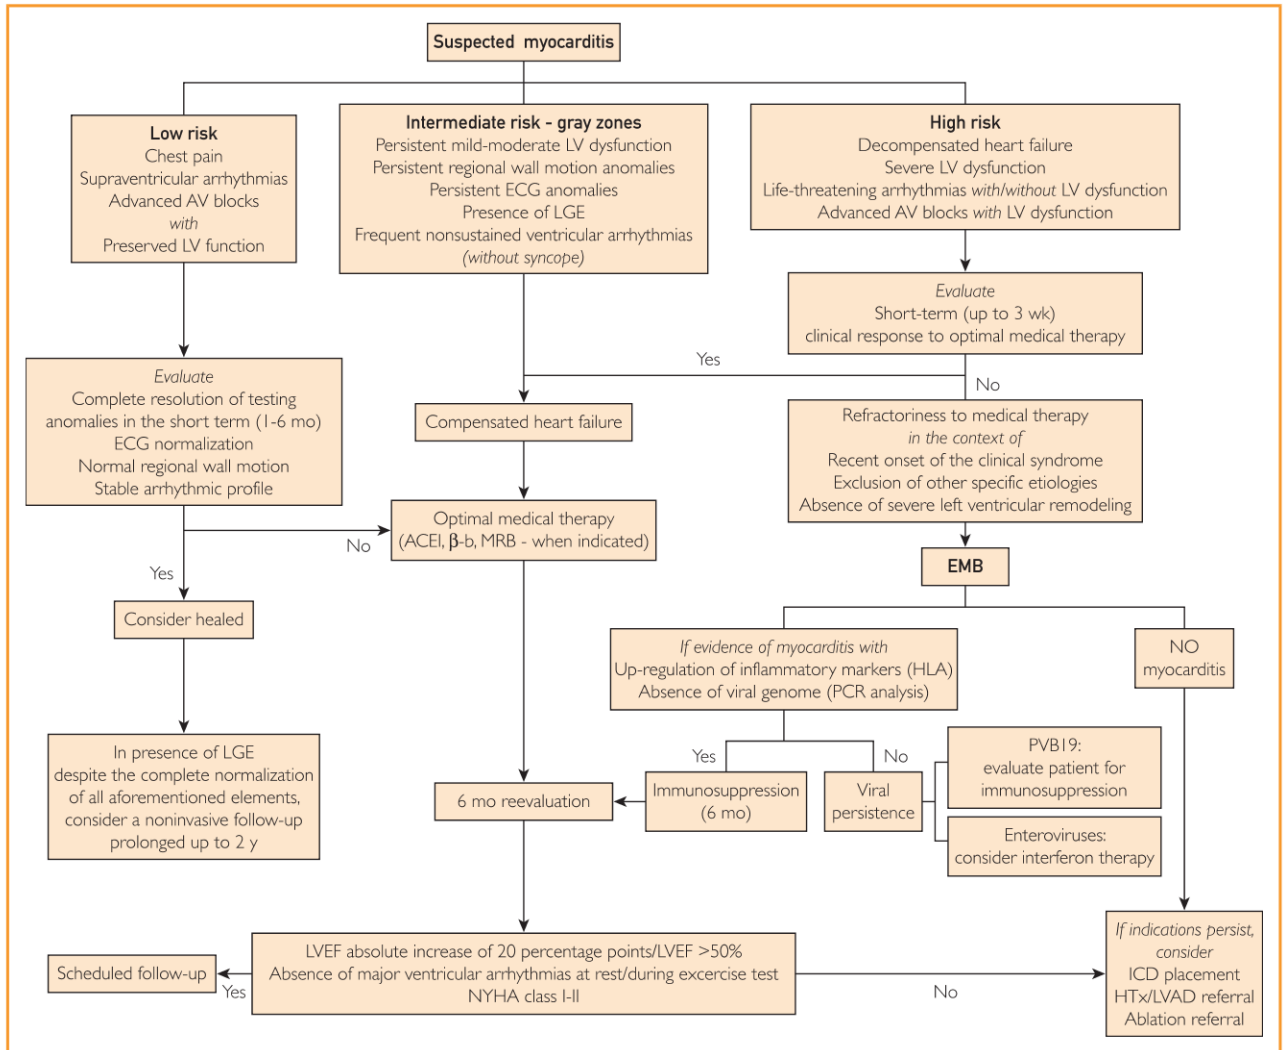 Suspected myocarditis
Low risk
Chest pain
Supraventricular arrhythmias
Advanced AV blocks
with
Preserved LV function
Intermediate risk - gray zones
Persistent mild-moderate LV dysfunction
Persistent regional wall motion anomalies
Persistent ECG anomalies
Presence of LGE
Frequent nonsustained ventricular arrhythmias
(without syncope)
High risk
Decompensated heart failure
Severe LV dysfunction
Life-threatening arrhythmias with/without LV dysfunction
Advanced AV blocks with LV dysfunction
Evaluate
Short-term (up to 3 wk)
clinical response to optimal medical therapy
Yes
No
Evaluate
Complete resolution of testing
anomalies in the short term (1-6 mo)
ECG normalization
Normal regional wall motion
Stable arrhythmic profile
Compensated heart failure
Refractoriness to medical therapy
in the context of
Recent onset of the clinical syndrome
Exclusion of other specific etiologies
Absence of severe left ventricular remodeling
No
Yes
Optimal medical therapy
(ACEI, β-b, MRB - when indicated)
EMB
Consider healed
If evidence of myocarditis with
Up-regulation of inflammatory markers (HLA)
Absence of viral genome (PCR analysis)
NO
myocarditis
Yes
No
In presence of LGE
despite the complete normalization
of all aforementioned elements,
consider a noninvasive follow-up
prolonged up to 2 y
6 mo reevaluation
Immunosuppression
(6 mo)
Viral
persistence
PVB19:
evaluate patient for
immunosuppression
Enteroviruses:
consider interferon therapy
Scheduled follow-up
Yes
LVEF absolute increase of 20 percentage points/LVEF >50%
Absence of major ventricular arrhythmias at rest/during excercise test
NYHA class I-II
No
If indications persist,
consider
ICD placement
HTx/LVAD referral
Ablation referral